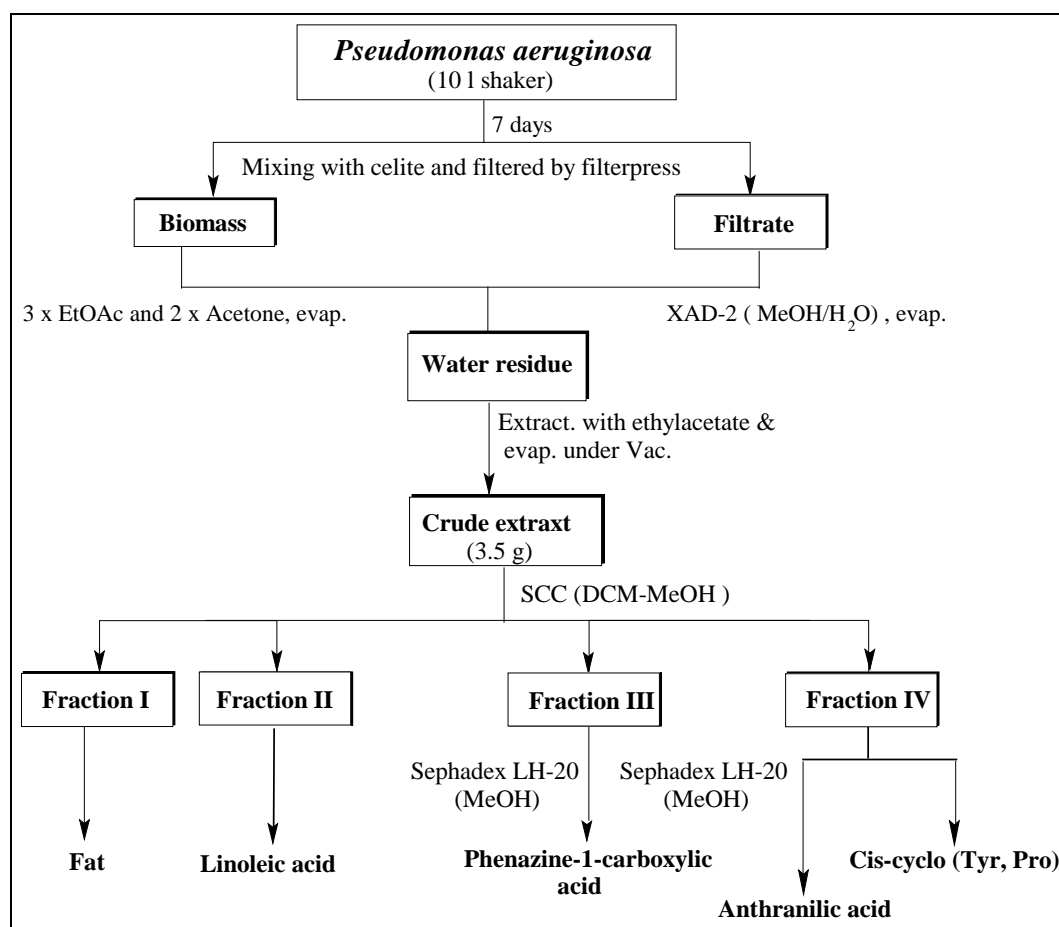 Pseudomonas aeruginosa
(10 l shaker)
7 days
Mixing with celite and filtered by filterpress
Biomass
Filtrate
3 x EtOAc and 2 x Acetone, evap.
XAD-2 ( MeOH/H2O) , evap.
Water residue
Extract. with ethylacetate &
evap. under Vac.
Crude extraxt
(3.5 g)
SCC (DCM-MeOH )
Fraction I
Fraction II
Fraction III
Fraction IV
Sephadex LH-20
(MeOH)
Sephadex LH-20
(MeOH)
Fat
Linoleic acid
Phenazine-1-carboxylic
acid
Cis-cyclo (Tyr, Pro)
Anthranilic acid